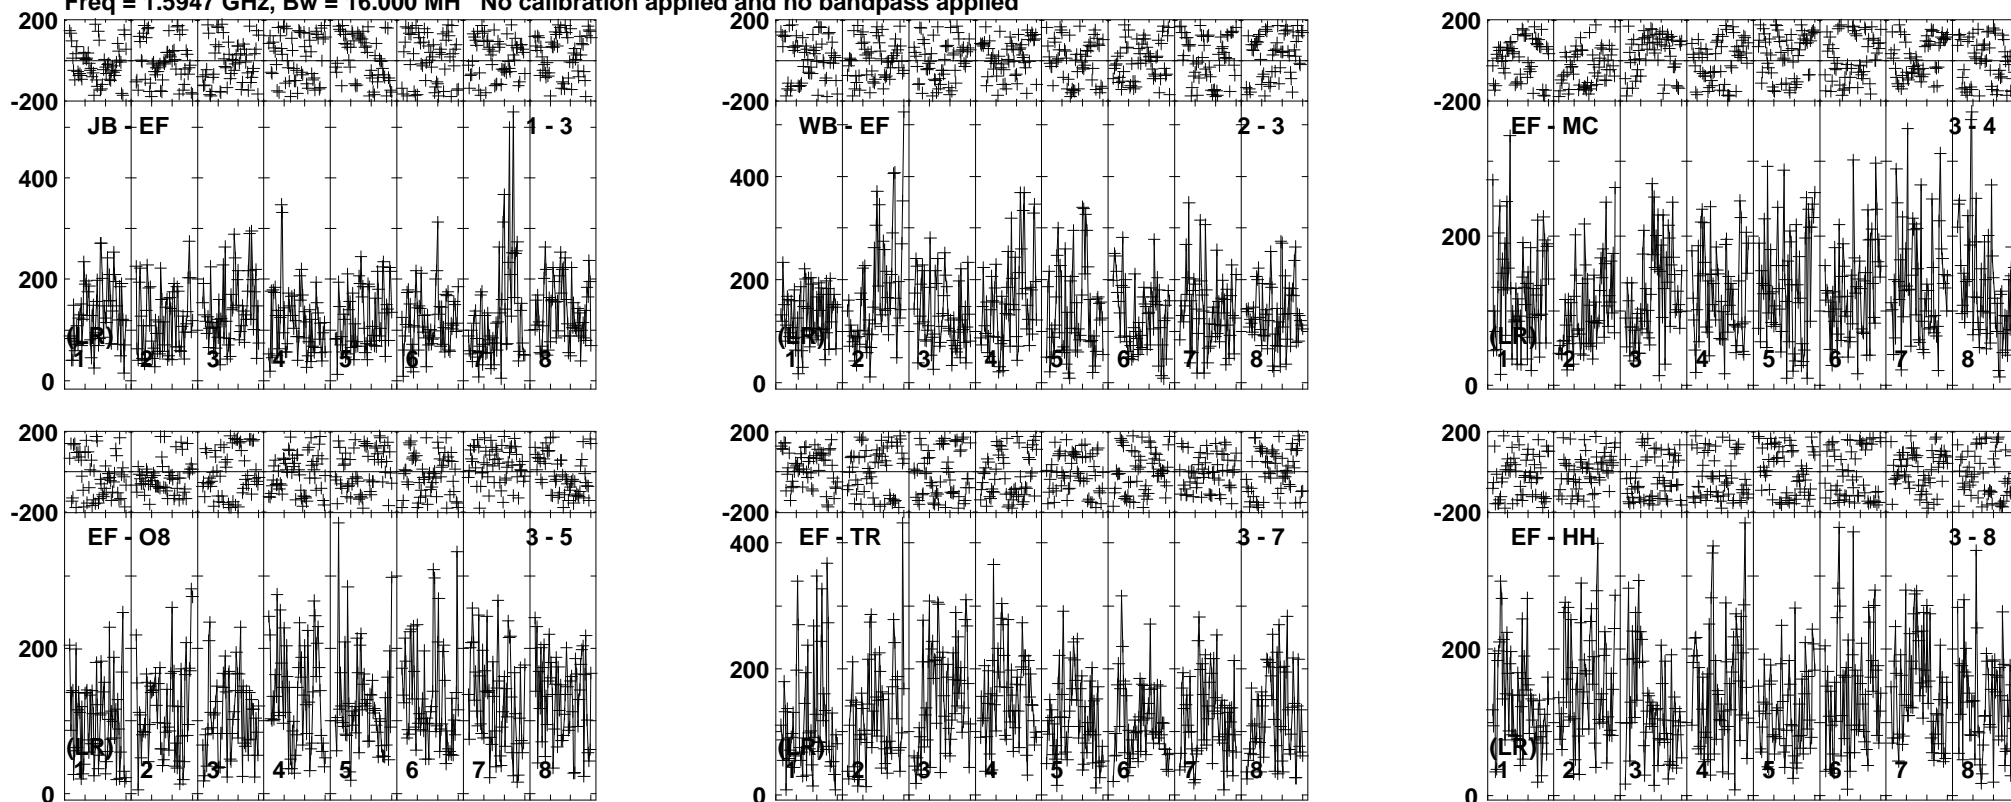 Freq = 1.5947 GHz, Bw = 16.000 MH No calibration applied and no bandpass applied
200
-200
JB - EF
1 - 3
400
200
0
(LR)
1 2 3 4 5 6 7 8
200
-200
WB - EF
2 - 3
400
200
0
(LR)
1 2 3 4 5 6 7 8
200
-200
EF - MC
3 - 4
200
0
(LR)
1 2 3 4 5 6 7 8
200
-200
EF - O8
3 - 5
200
0
(LR)
1 2 3 4 5 6 7 8
200
-200
EF - TR
3 - 7
400
200
0
(LR)
1 2 3 4 5 6 7 8
200
-200
EF - HH
3 - 8
200
0
(LR)
1 2 3 4 5 6 7 8